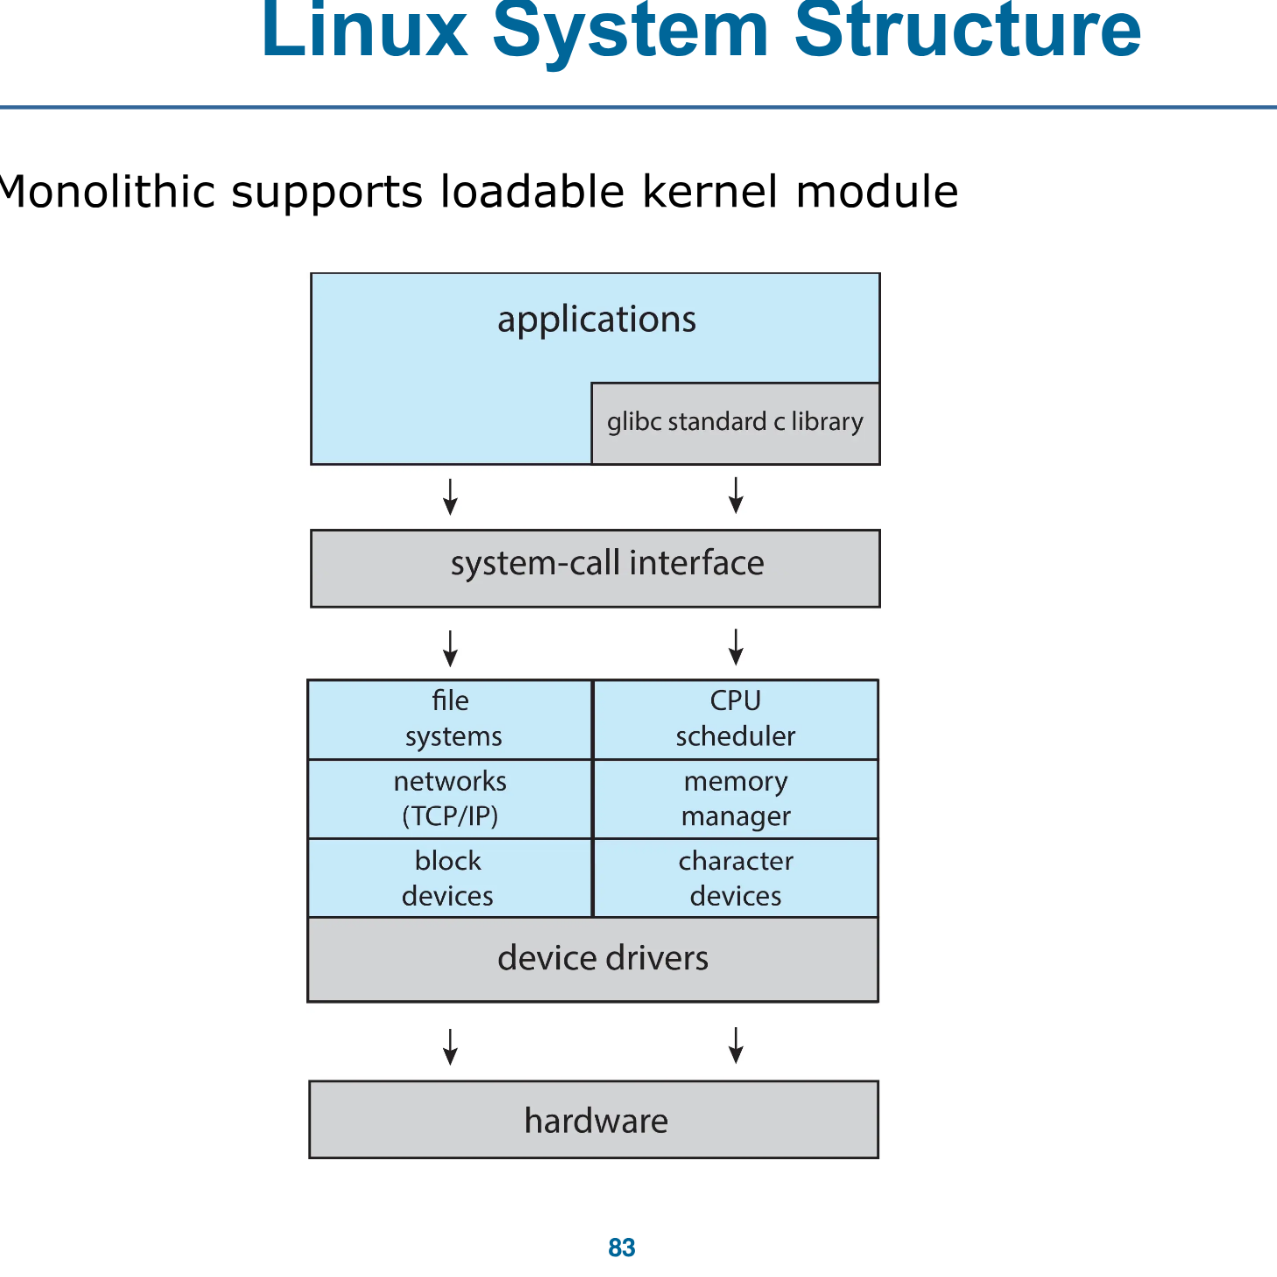 Linux System Structure
Monolithic supports loadable kernel module
applications
glibc standard c library
system-call interface
file
systems
CPU
scheduler
networks
(TCP/IP)
memory
manager
block
devices
character
devices
device drivers
hardware
83